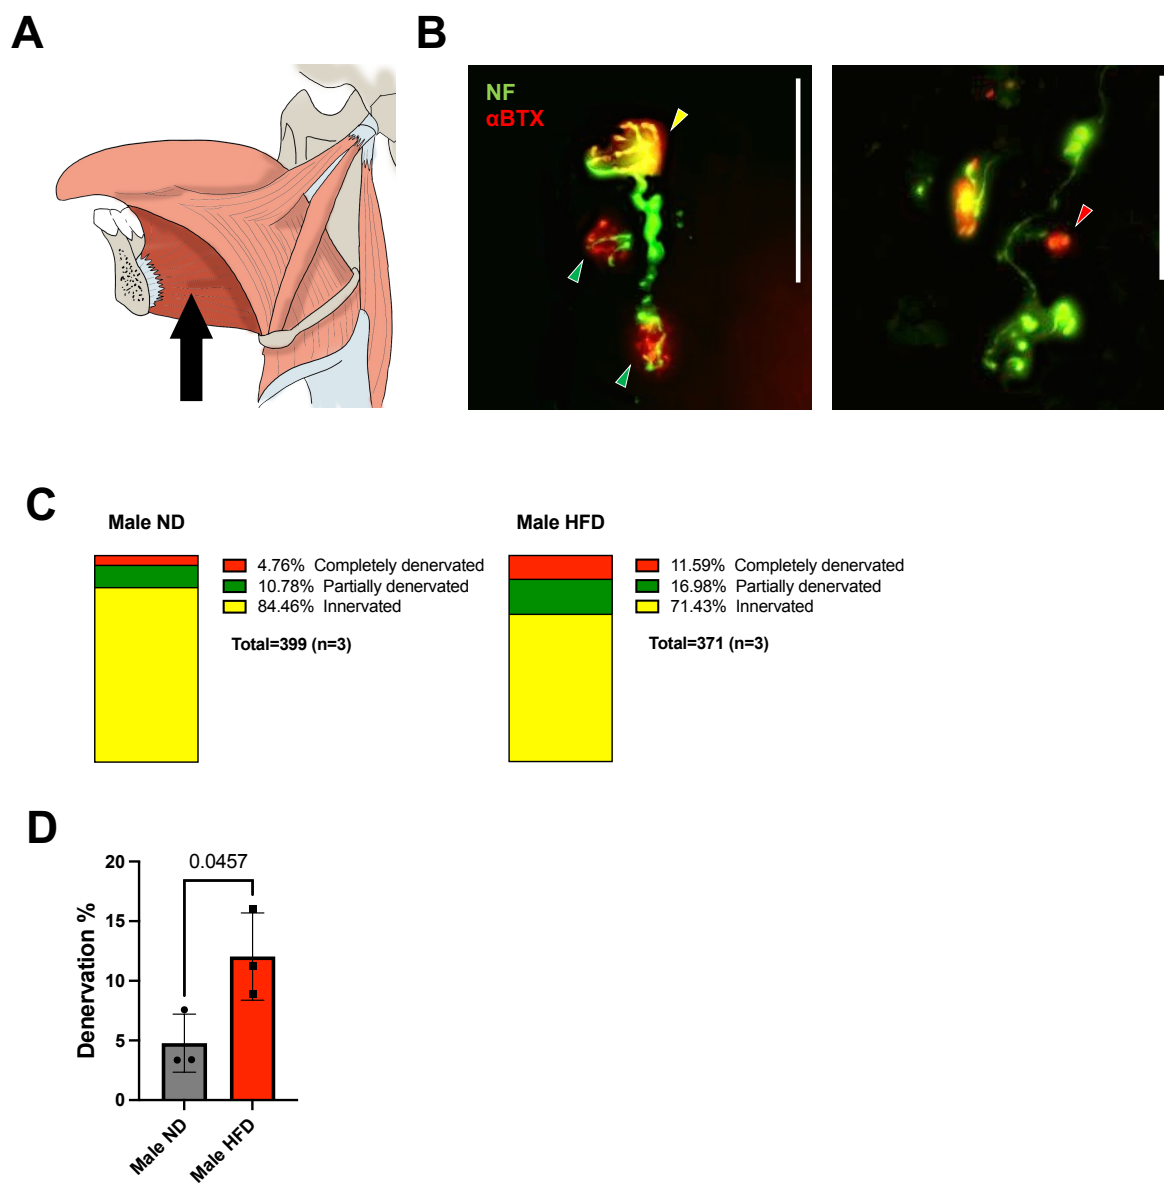 A
B
NF
αBTX
C
Male ND
4.76% Completely denervated
10.78% Partially denervated
84.46% Innervated
Total=399 (n=3)
Male HFD
11.59% Completely denervated
16.98% Partially denervated
71.43% Innervated
Total=371 (n=3)
D
0.0457
20
15
10
5
0
Denervation %
Male ND
Male HFD